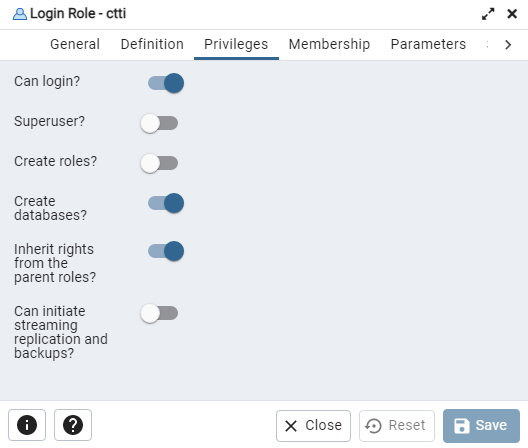 Login Role - ctti
General Definition Privileges Membership Parameters
Can login?
Superuser?
Create roles?
Create
databases?
Inherit rights
from the
parent roles?
Can initiate
streaming
replication and
backups?
Close Reset Save